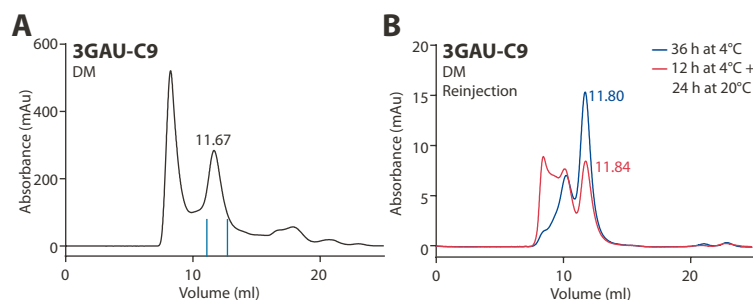 A
3GAU-C9
DM
600
400
200
0
Absorbance (mAu)
11.67
0
10
20
Volume (ml)
B
3GAU-C9
DM
Reinjection
36 h at 4°C
12 h at 4°C +
24 h at 20°C
20
15
10
5
0
Absorbance (mAu)
11.80
11.84
0
10
20
Volume (ml)